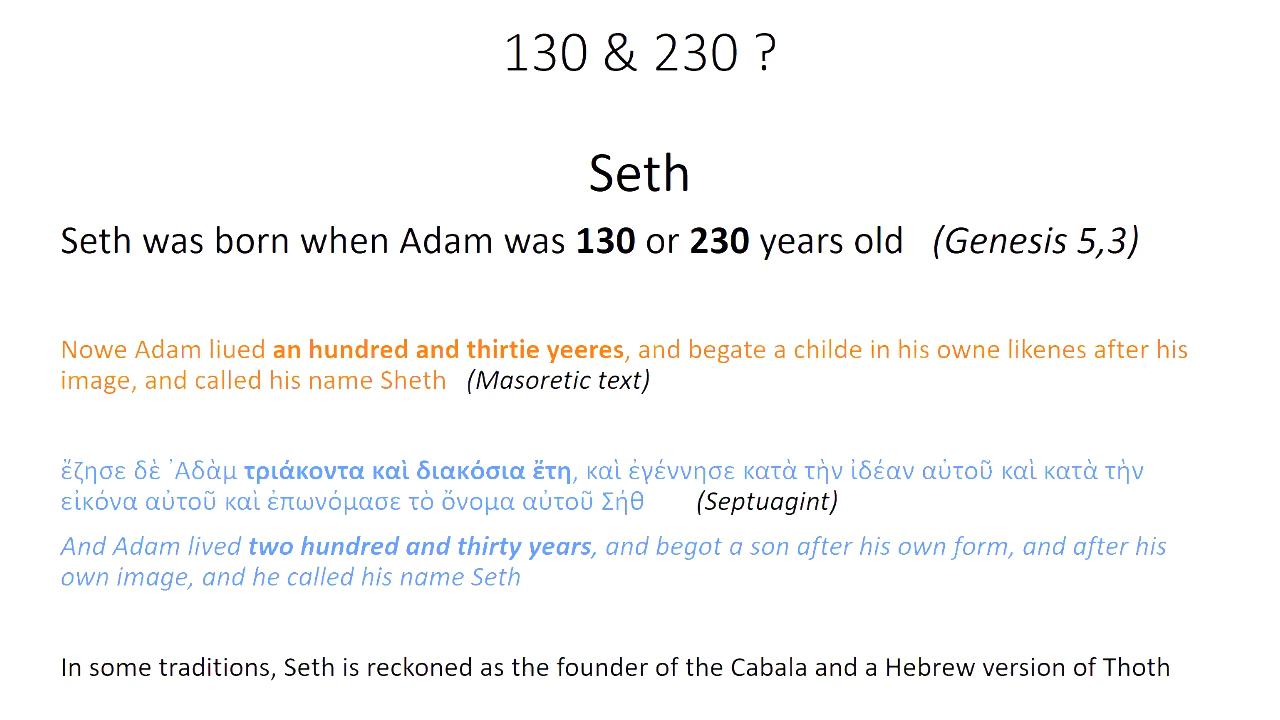 130 & 230 ?
Seth
Seth was born when Adam was 130 or 230 years old (Genesis 5,3)
Nowe Adam liued an hundred and thirtie yeeres, and begate a childe in his owne likenes after his
image, and called his name Sheth (Masoretic text)
ἔζησε δὲ ᾿Αδὰμ τριάκοντα καὶ διακόσια ἔτη, καὶ ἐγέννησε κατὰ τὴν ἰδέαν αὐτοῦ καὶ κατὰ τὴν
εἰκόνα αὐτοῦ καὶ ἐπωνόμασε τὸ ὄνομα αὐτοῦ Σήθ (Septuagint)
And Adam lived two hundred and thirty years, and begot a son after his own form, and after his
own image, and he called his name Seth
In some traditions, Seth is reckoned as the founder of the Cabala and a Hebrew version of Thoth